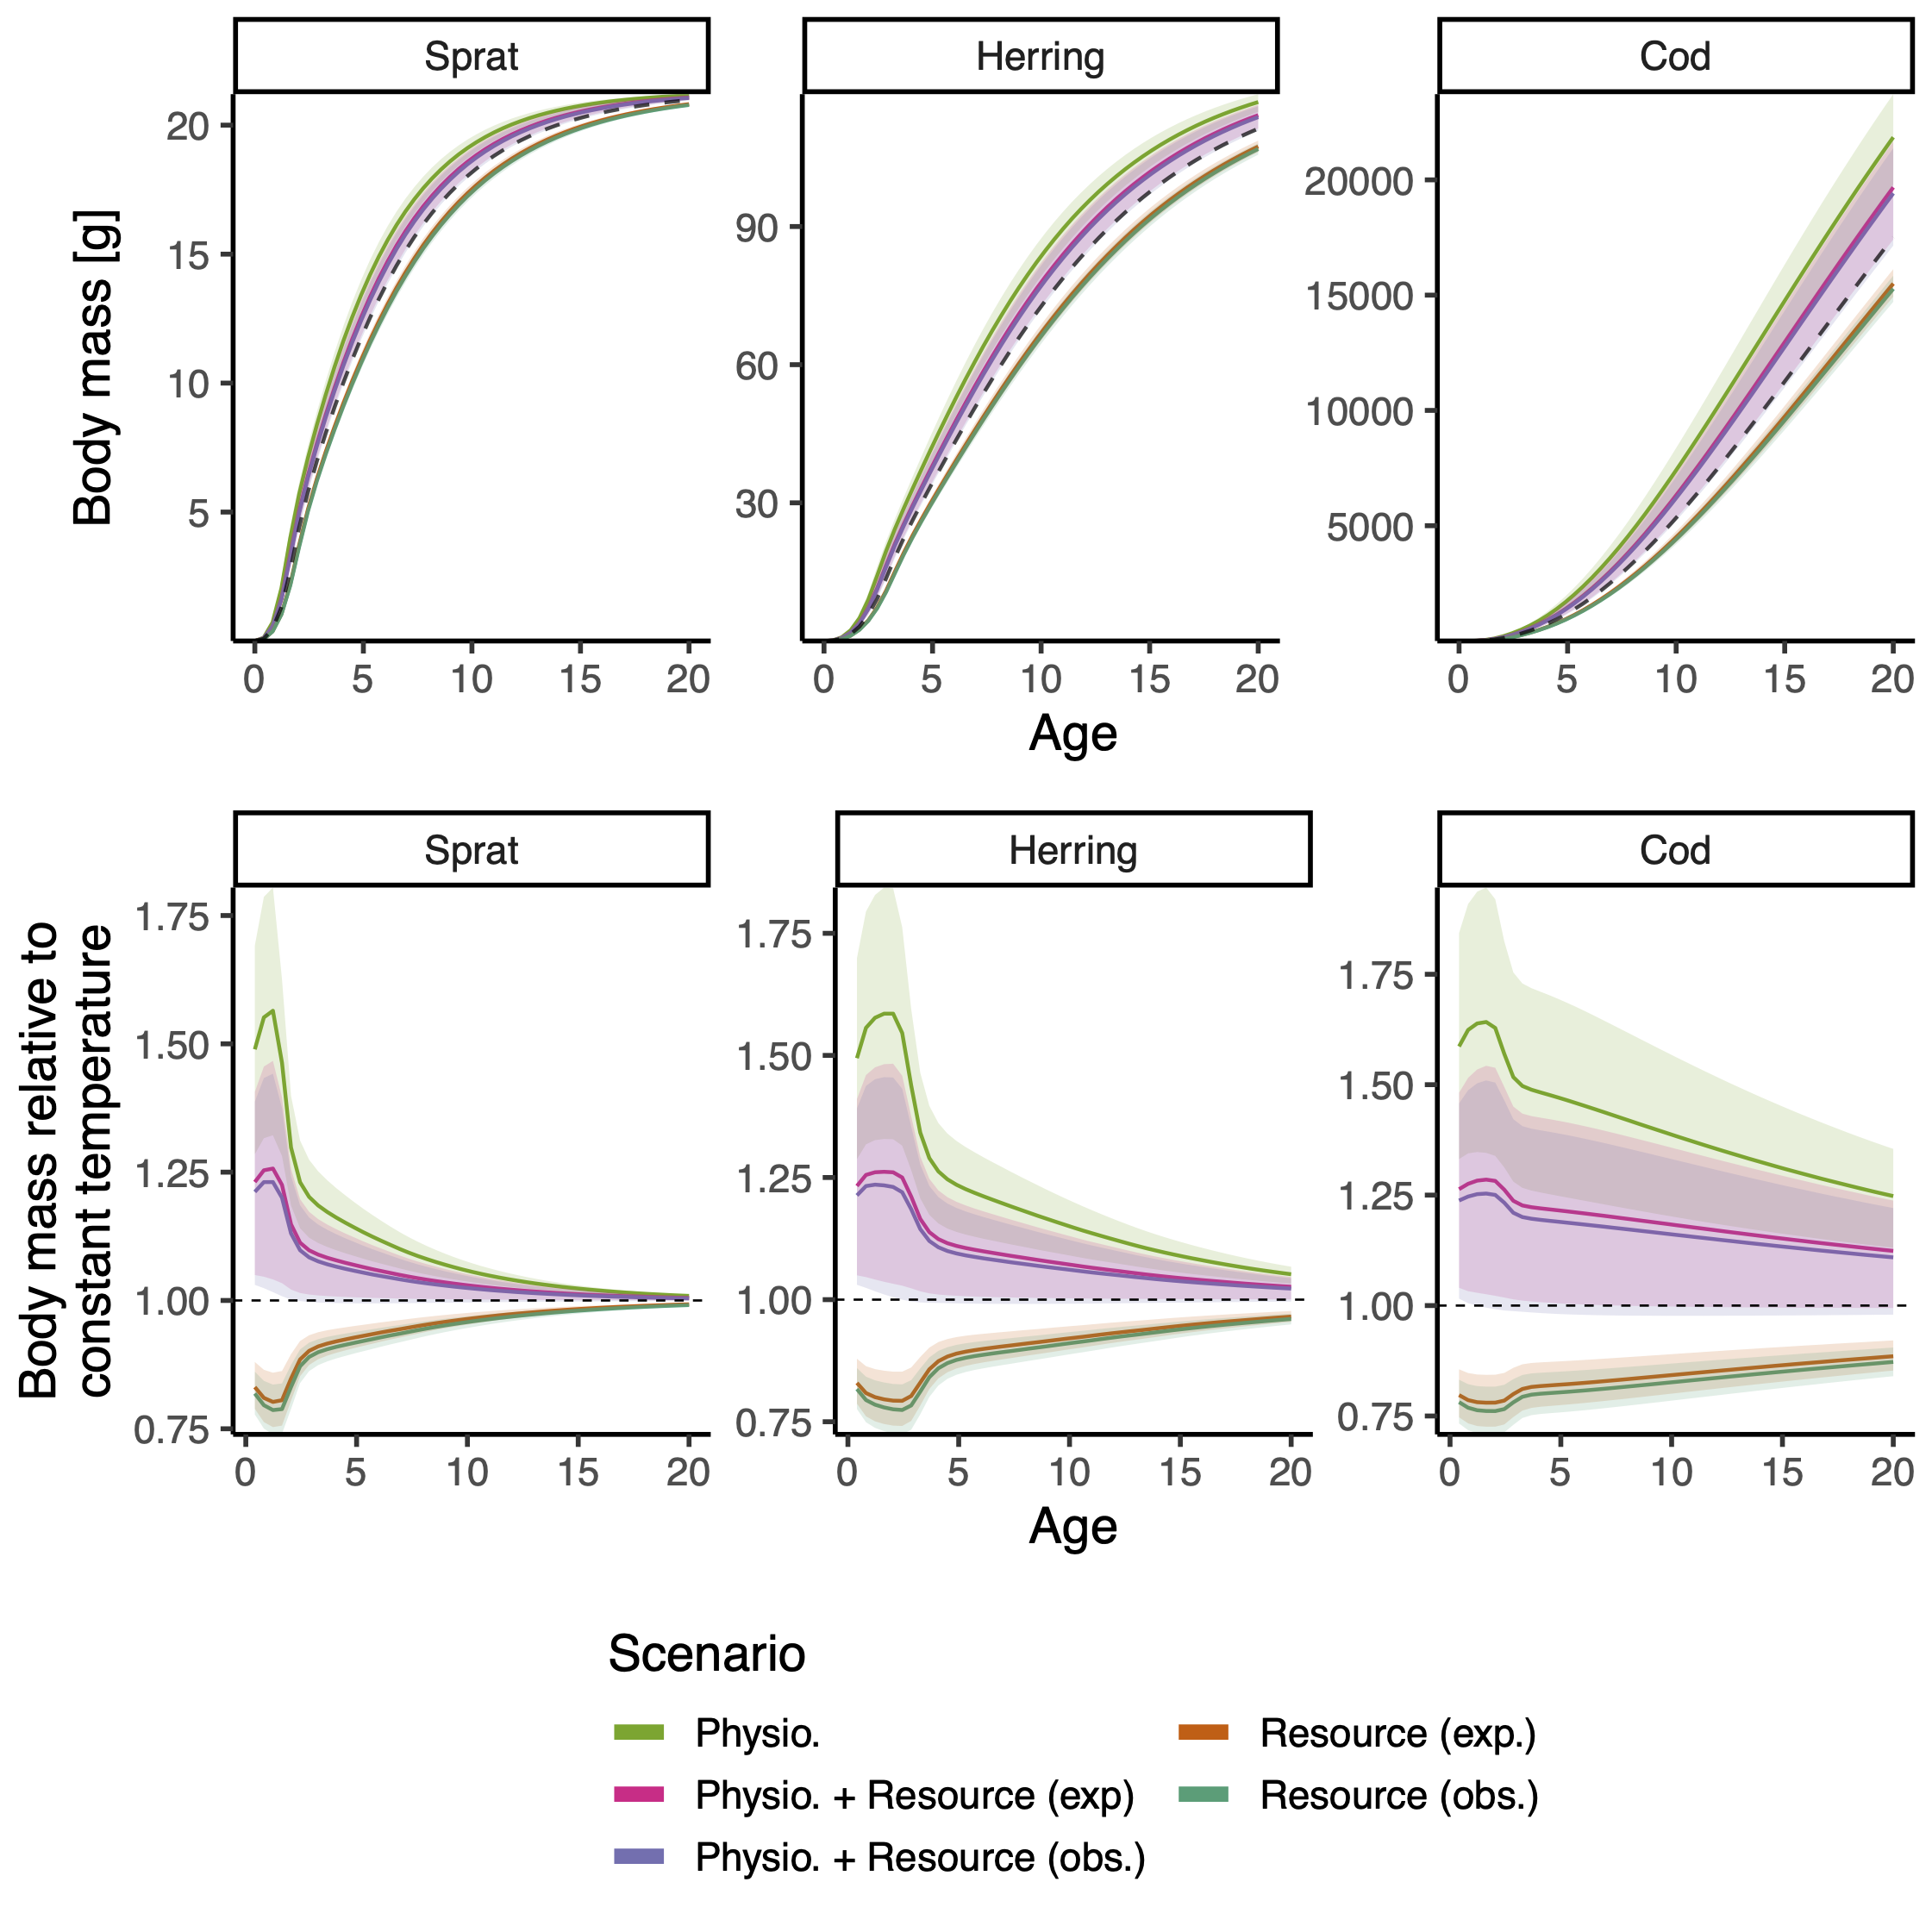 Sprat
Herring
Cod
Body mass [g]
20
15
10
5
90
60
30
20000
15000
10000
5000
0 5 10 15 20
0 5 10 15 20
0 5 10 15 20
Age
Sprat
Herring
Cod
Body mass relative to
constant temperature
1.75
1.50
1.25
1.00
0.75
1.75
1.50
1.25
1.00
0.75
1.75
1.50
1.25
1.00
0.75
0 5 10 15 20
0 5 10 15 20
0 5 10 15 20
Age
Scenario
Physio.
Physio. + Resource (exp)
Physio. + Resource (obs.)
Resource (exp.)
Resource (obs.)